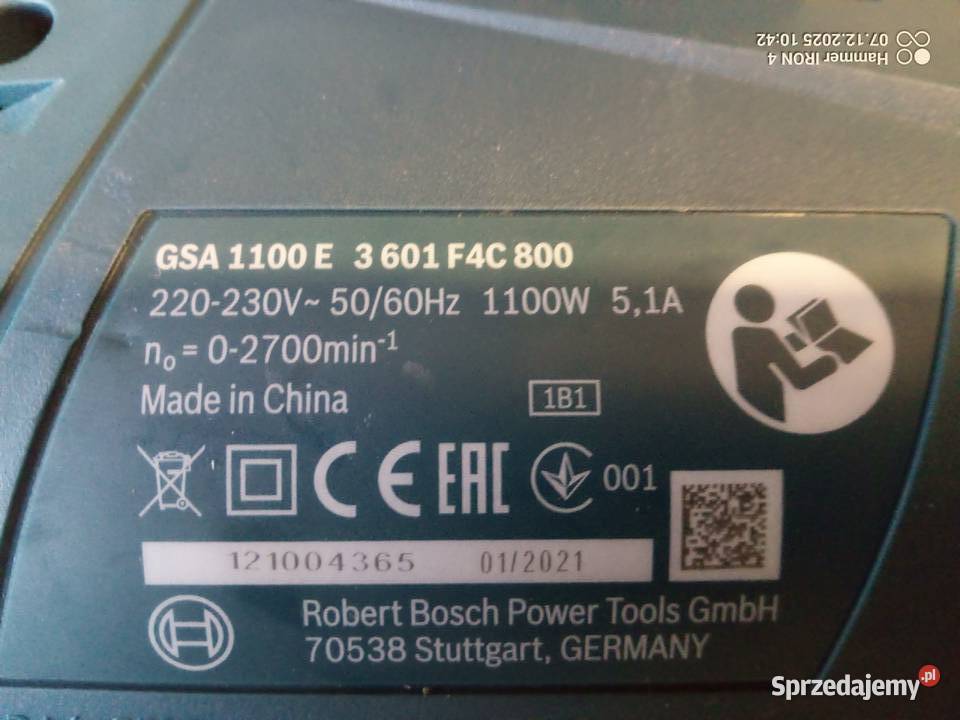 Hammer IRON 4
07.12.2025 10:42
GSA 1100 E 3 601 F4C 800
220-230V~ 50/60Hz 1100W 5,1A
n₀ = 0-2700min⁻¹
Made in China 1B1
CE EAC 001
121004365 01/2021
Robert Bosch Power Tools GmbH
70538 Stuttgart, GERMANY
Sprzedajemy.pl